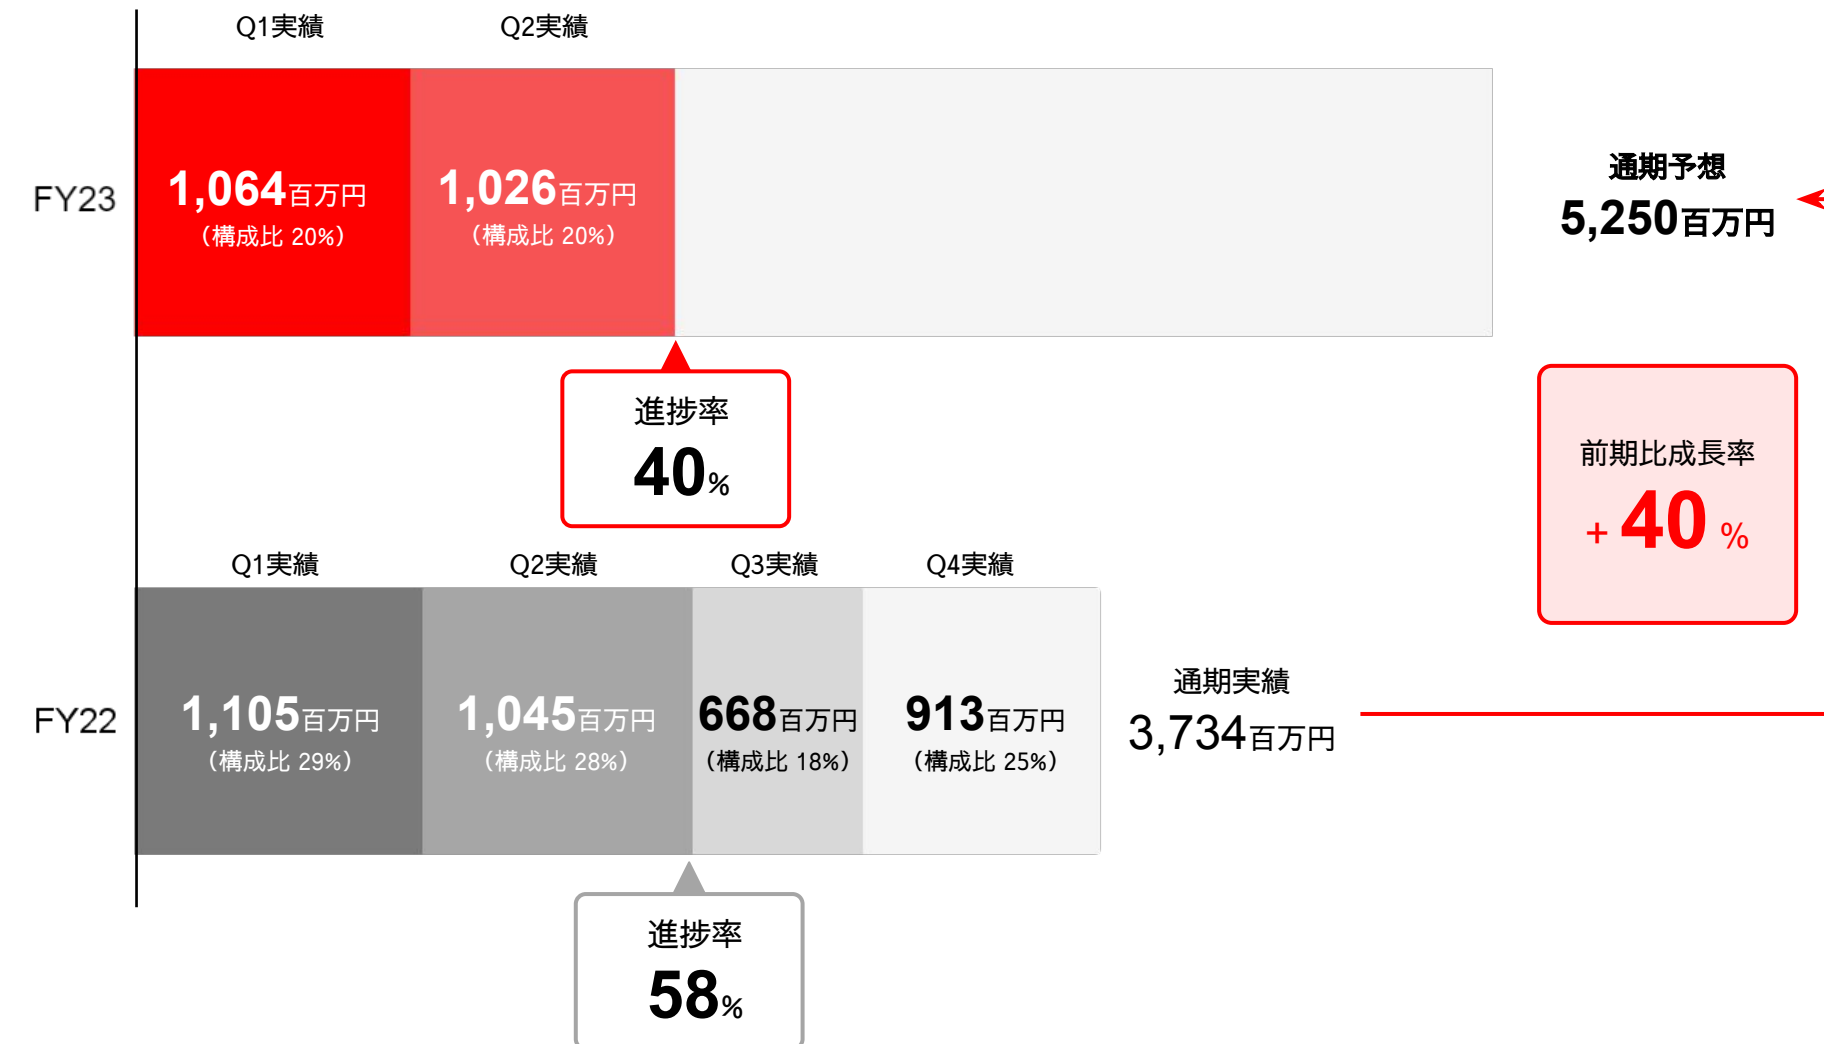 Q1実績 Q2実績
FY23
1,064百万円
（構成比 20%）
1,026百万円
（構成比 20%）
通期予想
5,250百万円
進捗率
40%
前期比成長率
+ 40 %
Q1実績 Q2実績 Q3実績 Q4実績
FY22
1,105百万円
（構成比 29%）
1,045百万円
（構成比 28%）
668百万円
（構成比 18%）
913百万円
（構成比 25%）
通期実績
3,734百万円
進捗率
58%